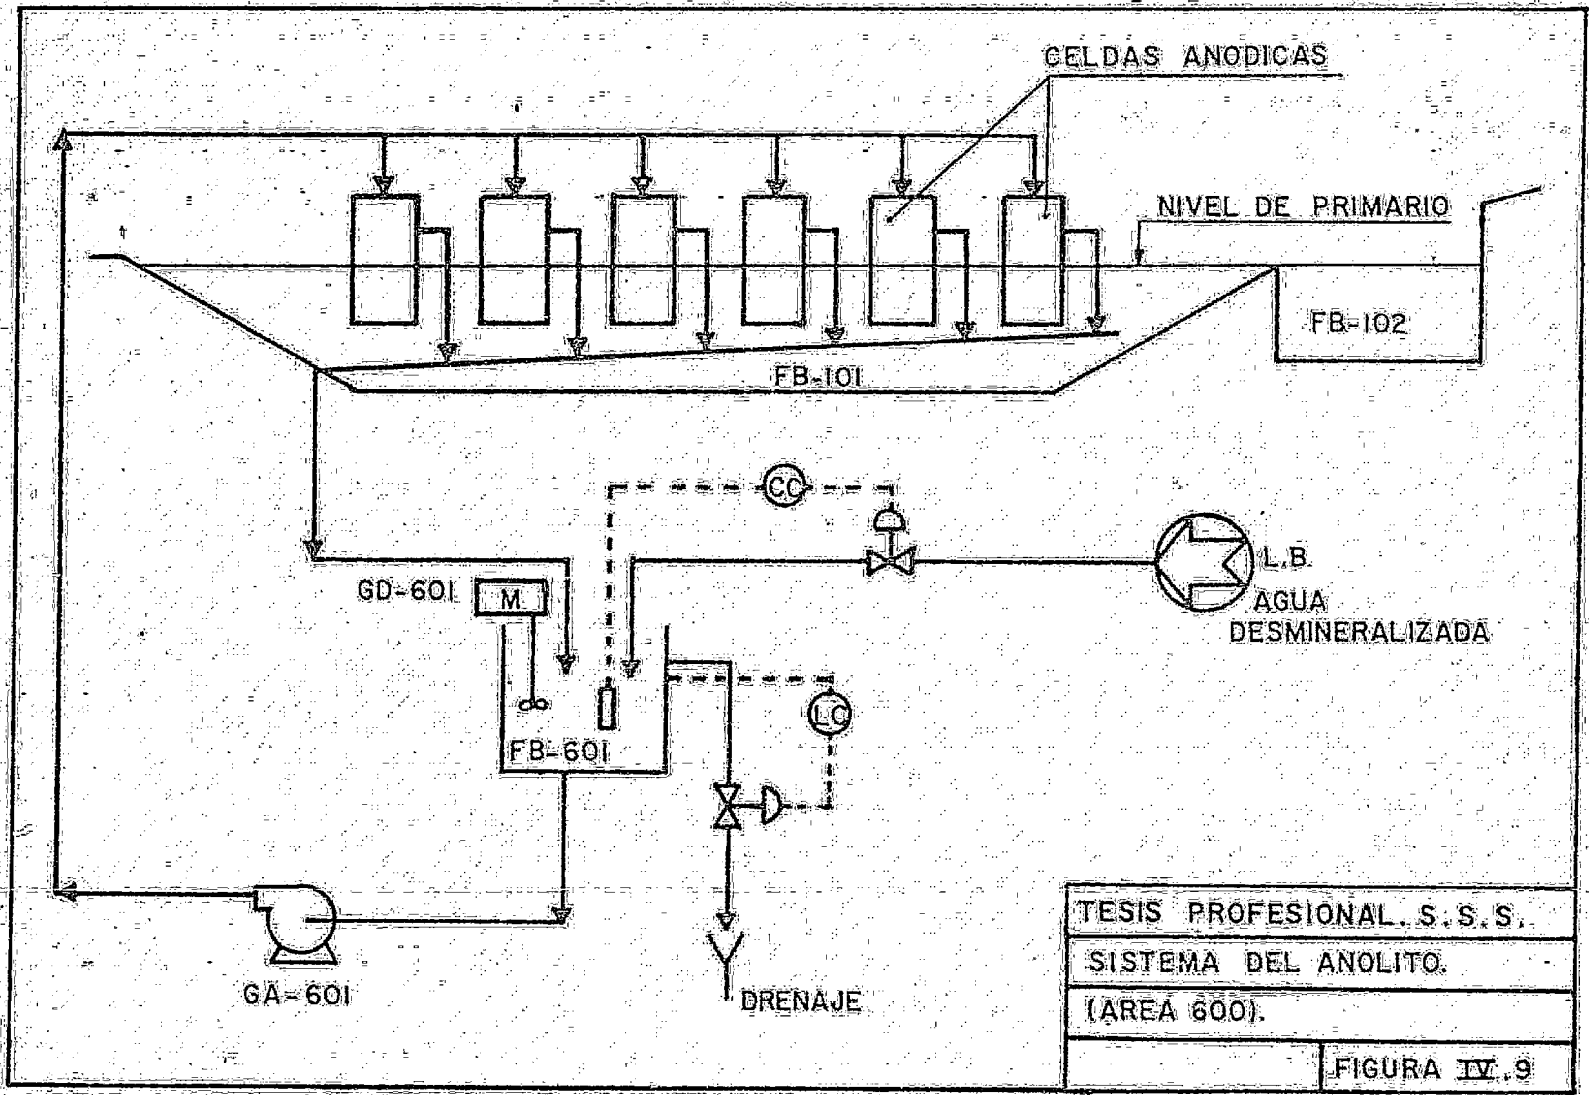 CELDAS ANODICAS
NIVEL DE PRIMARIO
FB-102
FB-101
CC
L.B.
AGUA
DESMINERALIZADA
GD-601
M
LC
FB-601
GA-601
DRENAJE
TESIS PROFESIONAL. S. S. S.
SISTEMA DEL ANOLITO.
(AREA 600).
FIGURA IV.9